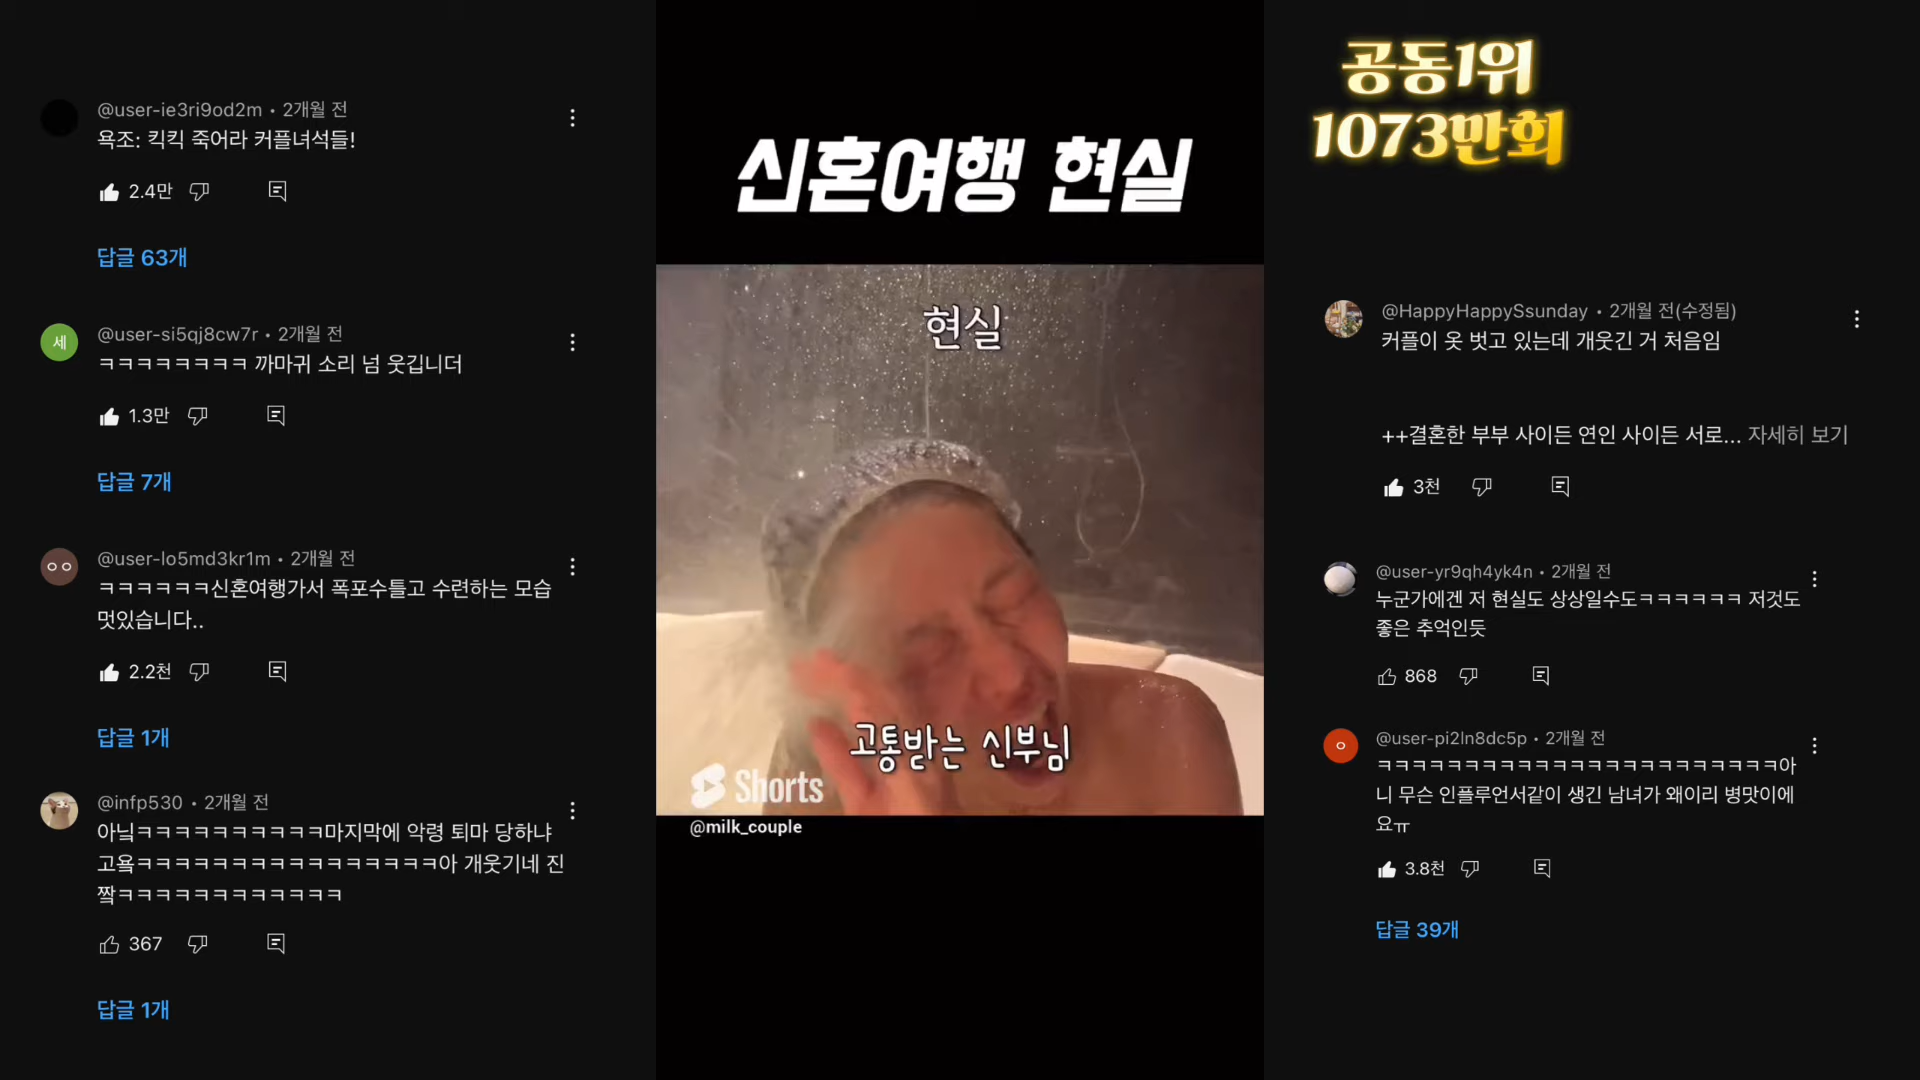 @user-ie3ri9od2m • 2개월 전
욕조: 킥킥 죽어라 커플녀석들!
2.4만
답글 63개
세
@user-si5qj8cw7r • 2개월 전
ㅋㅋㅋㅋㅋㅋㅋㅋ 까마귀 소리 넘 웃깁니더
1.3만
답글 7개
ㅇㅇ
@user-lo5md3kr1m • 2개월 전
ㅋㅋㅋㅋㅋㅋ신혼여행가서 폭포수틀고 수련하는 모습
멋있습니다..
2.2천
답글 1개
@infp530 • 2개월 전
아닠ㅋㅋㅋㅋㅋㅋㅋㅋㅋㅋ마지막에 악령 퇴마 당하냐
고욬ㅋㅋㅋㅋㅋㅋㅋㅋㅋㅋㅋㅋㅋㅋㅋㅋ아 개웃기네 진
짴ㅋㅋㅋㅋㅋㅋㅋㅋㅋㅋㅋㅋ
367
답글 1개
신혼여행 현실
현실
고통받는 신부님
Shorts
@milk_couple
공동1위
1073만회
@HappyHappySsunday • 2개월 전(수정됨)
커플이 옷 벗고 있는데 개웃긴 거 처음임
++결혼한 부부 사이든 연인 사이든 서로... 자세히 보기
3천
@user-yr9qh4yk4n • 2개월 전
누군가에겐 저 현실도 상상일수도ㅋㅋㅋㅋㅋㅋ 저것도
좋은 추억인듯
868
ㅇ
@user-pi2ln8dc5p • 2개월 전
ㅋㅋㅋㅋㅋㅋㅋㅋㅋㅋㅋㅋㅋㅋㅋㅋㅋㅋㅋㅋㅋㅋㅋ아
니 무슨 인플루언서같이 생긴 남녀가 왜이리 병맛이에
요ㅠ
3.8천
답글 39개